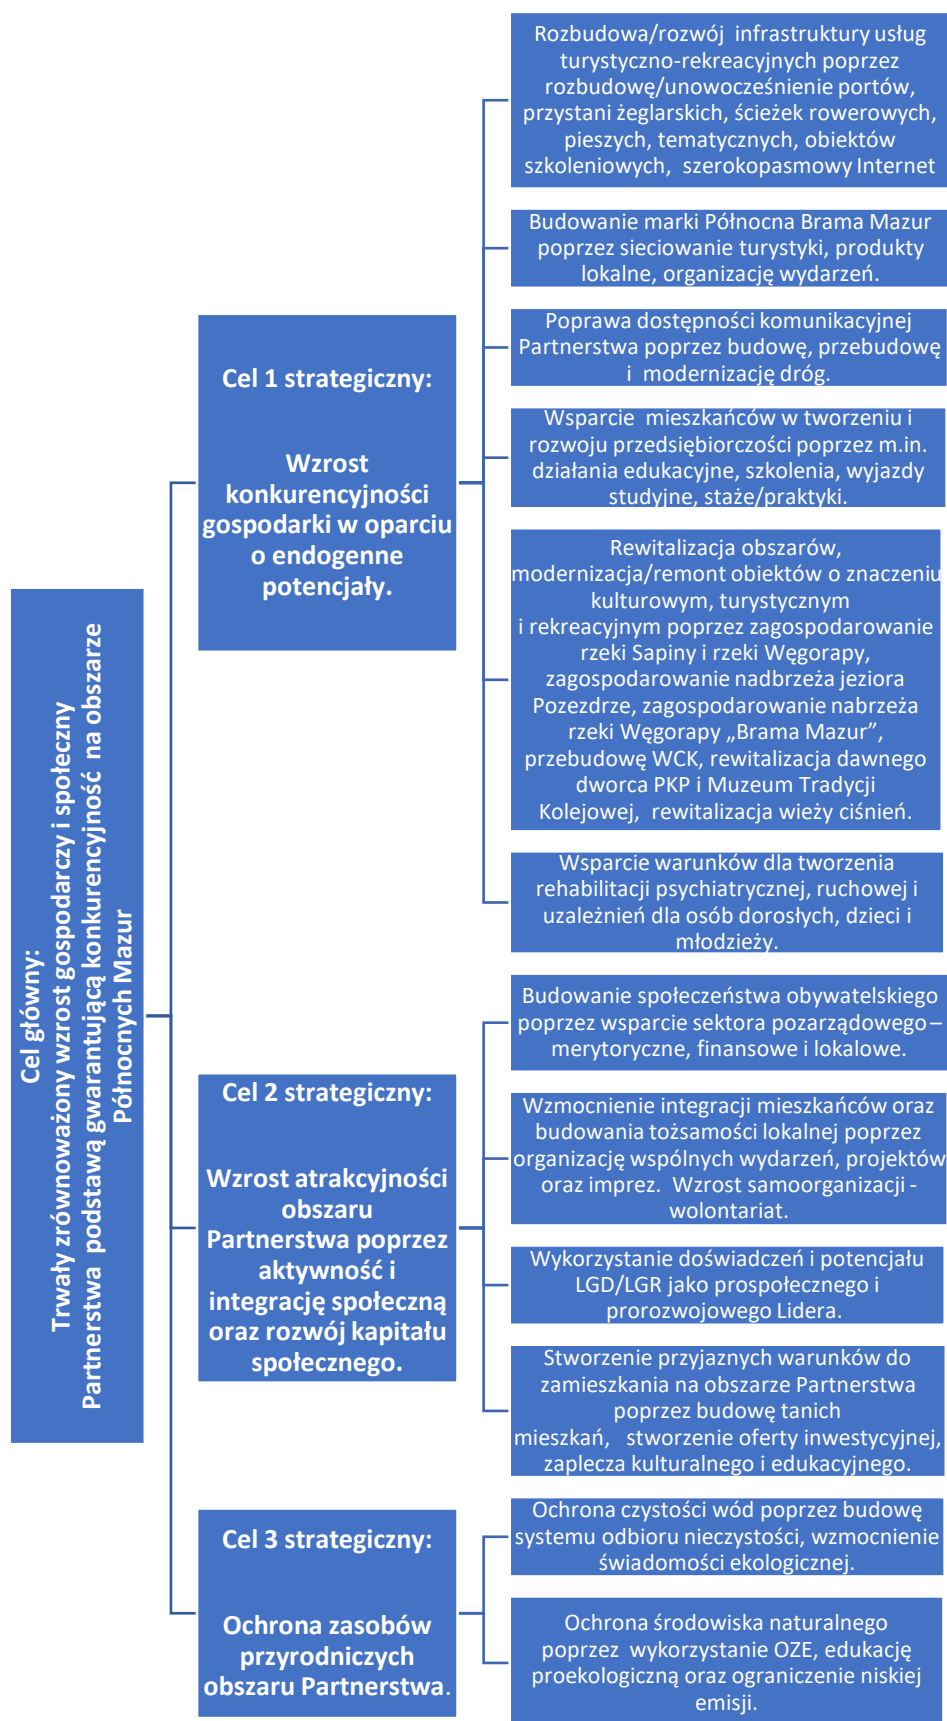 Cel główny:
Trwały zrównoważony wzrost gospodarczy i społeczny
Partnerstwa podstawą gwarantującą konkurencyjność na obszarze
Północnych Mazur
Cel 1 strategiczny:
Wzrost
konkurencyjności
gospodarki w oparciu
o endogenne
potencjały.
Rozbudowa/rozwój infrastruktury usług
turystyczno-rekreacyjnych poprzez
rozbudowę/unowocześnienie portów,
przystani żeglarskich, ścieżek rowerowych,
pieszych, tematycznych, obiektów
szkoleniowych, szerokopasmowy Internet
Budowanie marki Północna Brama Mazur
poprzez sieciowanie turystyki, produkty
lokalne, organizację wydarzeń.
Poprawa dostępności komunikacyjnej
Partnerstwa poprzez budowę, przebudowę
i modernizację dróg.
Wsparcie mieszkańców w tworzeniu i
rozwoju przedsiębiorczości poprzez m.in.
działania edukacyjne, szkolenia, wyjazdy
studyjne, staże/praktyki.
Rewitalizacja obszarów,
modernizacja/remont obiektów o znaczeniu
kulturowym, turystycznym
i rekreacyjnym poprzez zagospodarowanie
rzeki Sapiny i rzeki Węgorapy,
zagospodarowanie nadbrzeża jeziora
Pozezdrze, zagospodarowanie nabrzeża
rzeki Węgorapy „Brama Mazur”,
przebudowę WCK, rewitalizacja dawnego
dworca PKP i Muzeum Tradycji
Kolejowej, rewitalizacja wieży ciśnień.
Wsparcie warunków dla tworzenia
rehabilitacji psychiatrycznej, ruchowej i
uzależnień dla osób dorosłych, dzieci i
młodzieży.
Cel 2 strategiczny:
Wzrost atrakcyjności
obszaru
Partnerstwa poprzez
aktywność i
integrację społeczną
oraz rozwój kapitału
społecznego.
Budowanie społeczeństwa obywatelskiego
poprzez wsparcie sektora pozarządowego –
merytoryczne, finansowe i lokalowe.
Wzmocnienie integracji mieszkańców oraz
budowania tożsamości lokalnej poprzez
organizację wspólnych wydarzeń, projektów
oraz imprez. Wzrost samoorganizacji -
wolontariat.
Wykorzystanie doświadczeń i potencjału
LGD/LGR jako prospołecznego i
prorozwojowego Lidera.
Stworzenie przyjaznych warunków do
zamieszkania na obszarze Partnerstwa
poprzez budowę tanich
mieszkań, stworzenie oferty inwestycyjnej,
zaplecza kulturalnego i edukacyjnego.
Cel 3 strategiczny:
Ochrona zasobów
przyrodniczych
obszaru Partnerstwa.
Ochrona czystości wód poprzez budowę
systemu odbioru nieczystości, wzmocnienie
świadomości ekologicznej.
Ochrona środowiska naturalnego
poprzez wykorzystanie OZE, edukację
proekologiczną oraz ograniczenie niskiej
emisji.